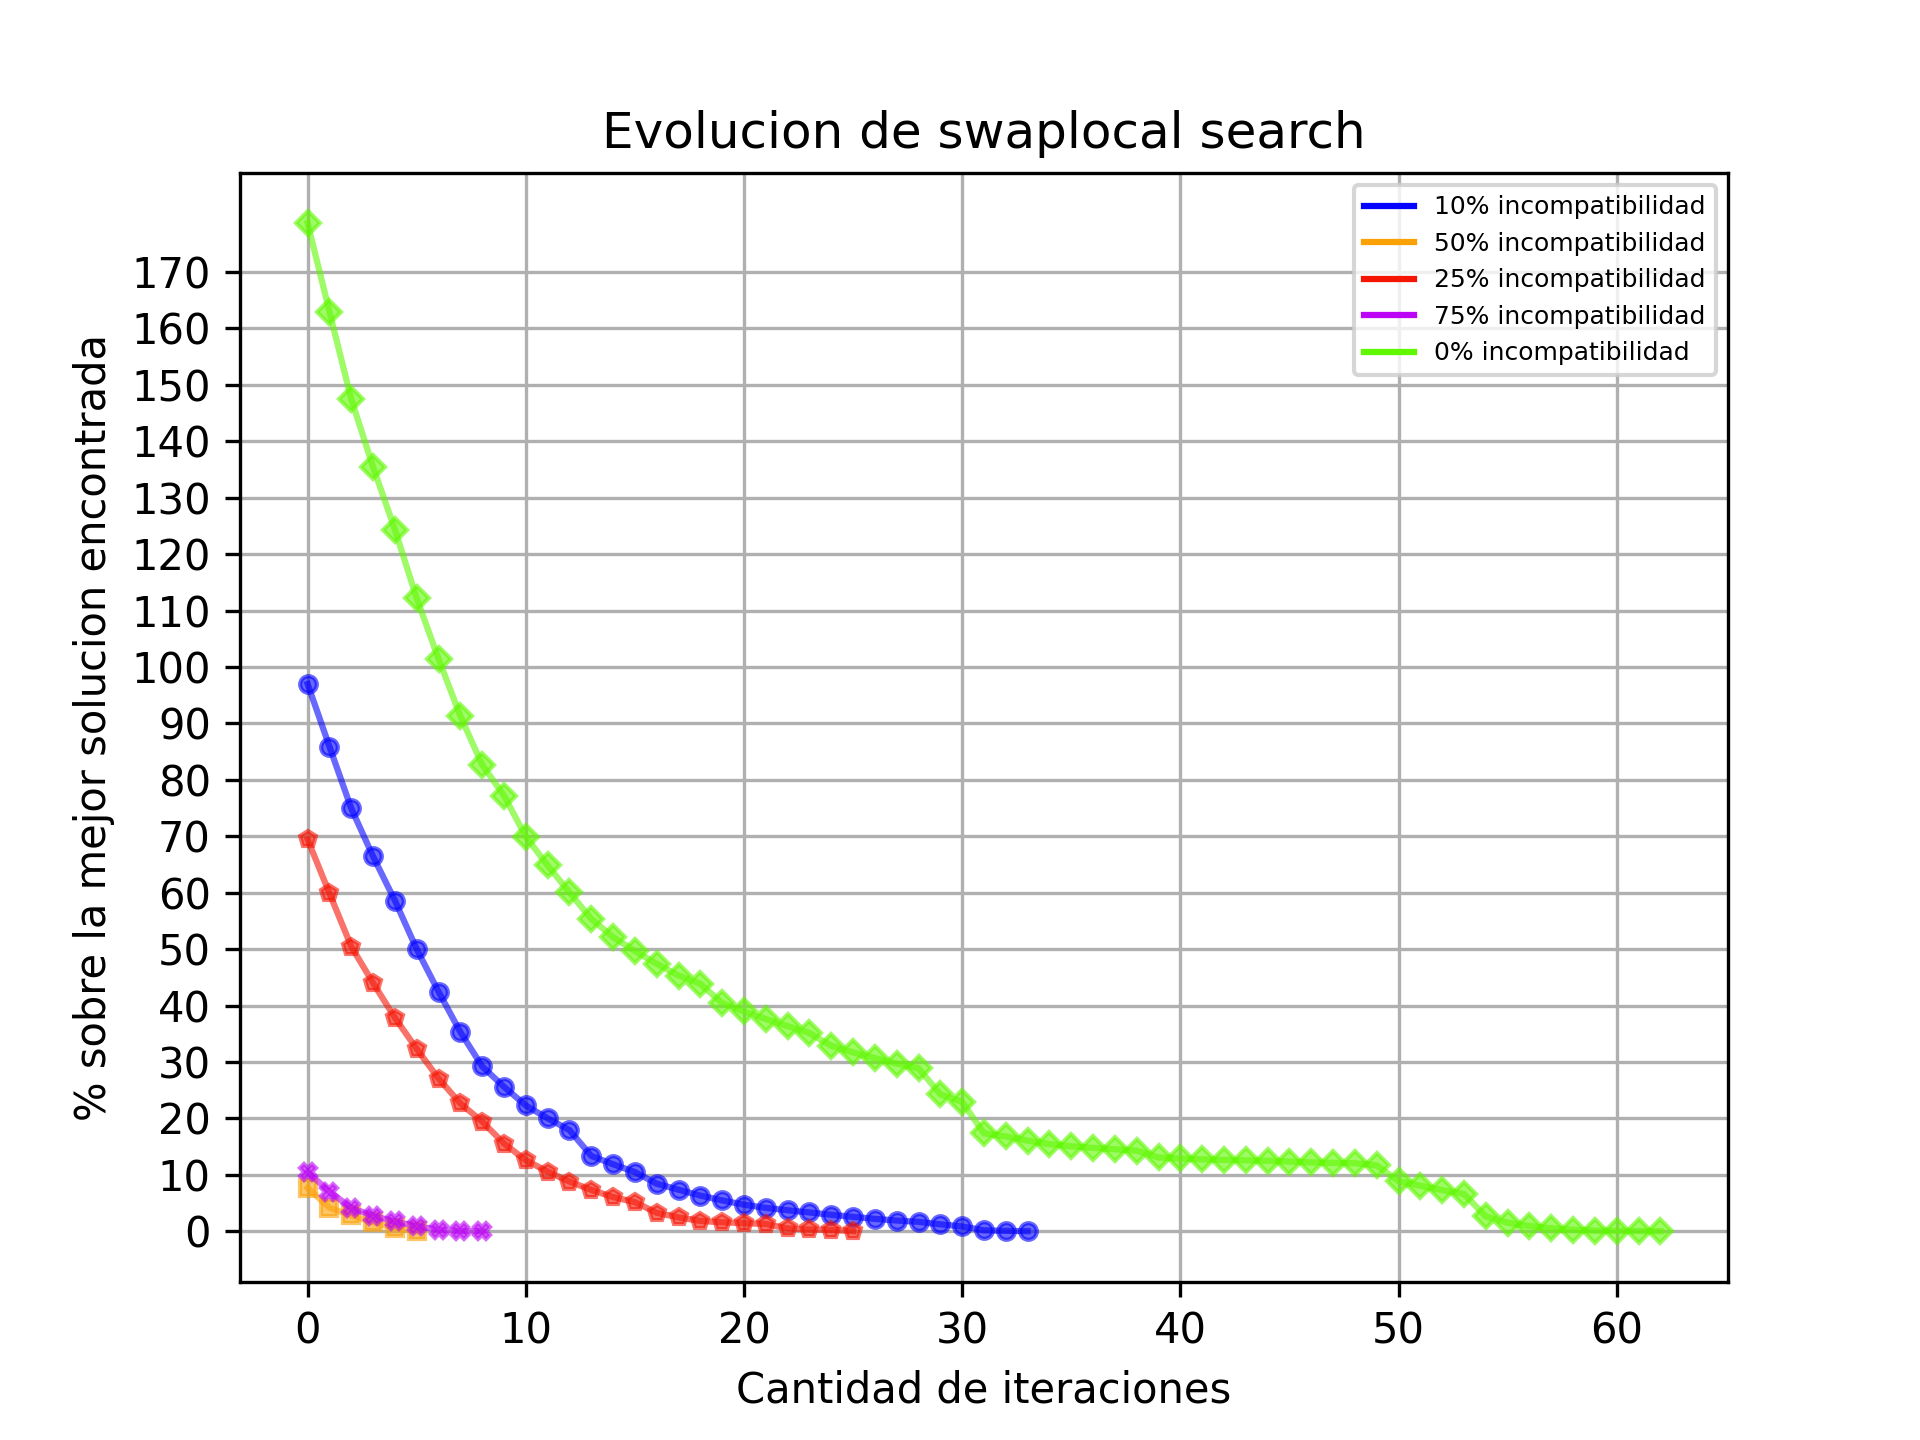 Evolucion de swaplocal search
% sobre la mejor solucion encontrada
170
160
150
140
130
120
110
100
90
80
70
60
50
40
30
20
10
0
10% incompatibilidad
50% incompatibilidad
25% incompatibilidad
75% incompatibilidad
0% incompatibilidad
0 10 20 30 40 50 60
Cantidad de iteraciones